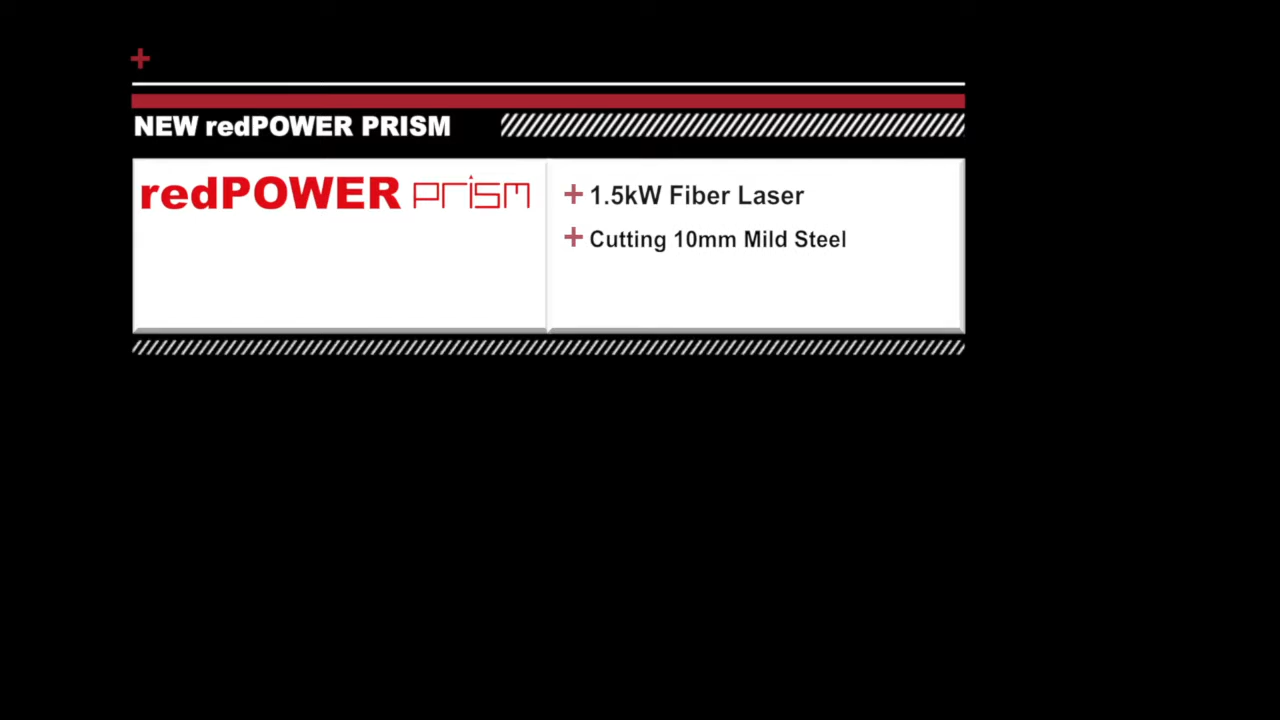 NEW redPOWER PRISM
redPOWER prism
+ 1.5kW Fiber Laser
+ Cutting 10mm Mild Steel